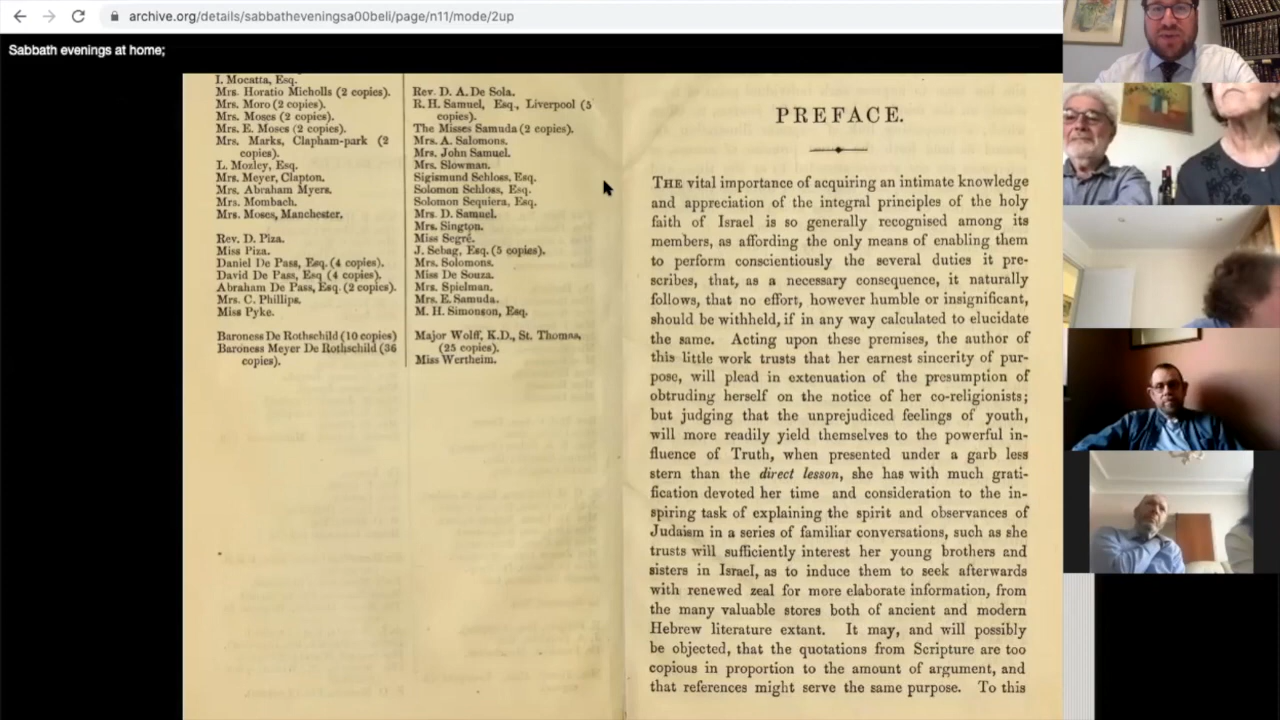 archive.org/details/sabbatheveningsa00beli/page/n11/mode/2up
Sabbath evenings at home;
I. Mocatta, Esq.
Mrs. Horatio Micholls (2 copies).
Mrs. Moro (2 copies).
Mrs. Moses (2 copies).
Mrs. E. Moses (2 copies).
Mrs. Marks, Clapham-park (2
copies).
L. Mozley, Esq.
Mrs. Meyer, Clapton.
Mrs. Abraham Myers.
Mrs. Mombach.
Mrs. Moses, Manchester.
Rev. D. Piza.
Miss Piza.
Daniel De Pass, Esq. (4 copies).
David De Pass, Esq (4 copies).
Abraham De Pass, Esq. (2 copies).
Mrs. C. Phillips.
Miss Pyke.
Baroness De Rothschild (10 copies)
Baroness Meyer De Rothschild (36
copies).
Rev. D. A. De Sola.
R. H. Samuel, Esq., Liverpool (5
copies).
The Misses Samuda (2 copies).
Mrs. A. Salomons.
Mrs. John Samuel.
Mrs. Slowman.
Sigismund Schloss, Esq.
Solomon Schloss, Esq.
Solomon Sequiera, Esq.
Mrs. D. Samuel.
Mrs. Sington.
Miss Segré.
J. Sebag, Esq. (5 copies).
Mrs. Solomons.
Miss De Souza.
Mrs. Spielman.
Mrs. E. Samuda.
M. H. Simonson, Esq.
Major Wolff, K.D., St. Thomas,
(25 copies).
Miss Wertheim.
PREFACE.
THE vital importance of acquiring an intimate knowledge
and appreciation of the integral principles of the holy
faith of Israel is so generally recognised among its
members, as affording the only means of enabling them
to perform conscientiously the several duties it pre-
scribes, that, as a necessary consequence, it naturally
follows, that no effort, however humble or insignificant,
should be withheld, if in any way calculated to elucidate
the same. Acting upon these premises, the author of
this little work trusts that her earnest sincerity of pur-
pose, will plead in extenuation of the presumption of
obtruding herself on the notice of her co-religionists;
but judging that the unprejudiced feelings of youth,
will more readily yield themselves to the powerful in-
fluence of Truth, when presented under a garb less
stern than the direct lesson, she has with much grati-
fication devoted her time and consideration to the in-
spiring task of explaining the spirit and observances of
Judaism in a series of familiar conversations, such as she
trusts will sufficiently interest her young brothers and
sisters in Israel, as to induce them to seek afterwards
with renewed zeal for more elaborate information, from
the many valuable stores both of ancient and modern
Hebrew literature extant. It may, and will possibly
be objected, that the quotations from Scripture are too
copious in proportion to the amount of argument, and
that references might serve the same purpose. To this